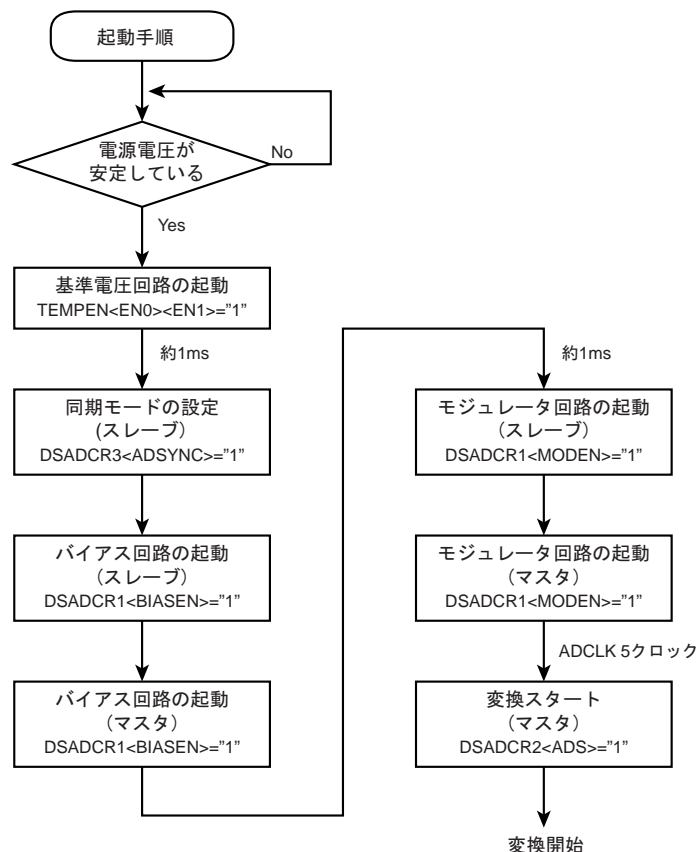 起動手順
電源電圧が
安定している
No
Yes
基準電圧回路の起動
TEMPEN<EN0><EN1>=”1”
約1ms
同期モードの設定
(スレーブ)
DSADCR3<ADSYNC>=”1”
バイアス回路の起動
(スレーブ)
DSADCR1<BIASEN>=”1”
バイアス回路の起動
(マスタ)
DSADCR1<BIASEN>=”1”
約1ms
モジュレータ回路の起動
(スレーブ)
DSADCR1<MODEN>=”1”
モジュレータ回路の起動
(マスタ)
DSADCR1<MODEN>=”1”
ADCLK 5クロック
変換スタート
(マスタ)
DSADCR2<ADS>=”1”
変換開始